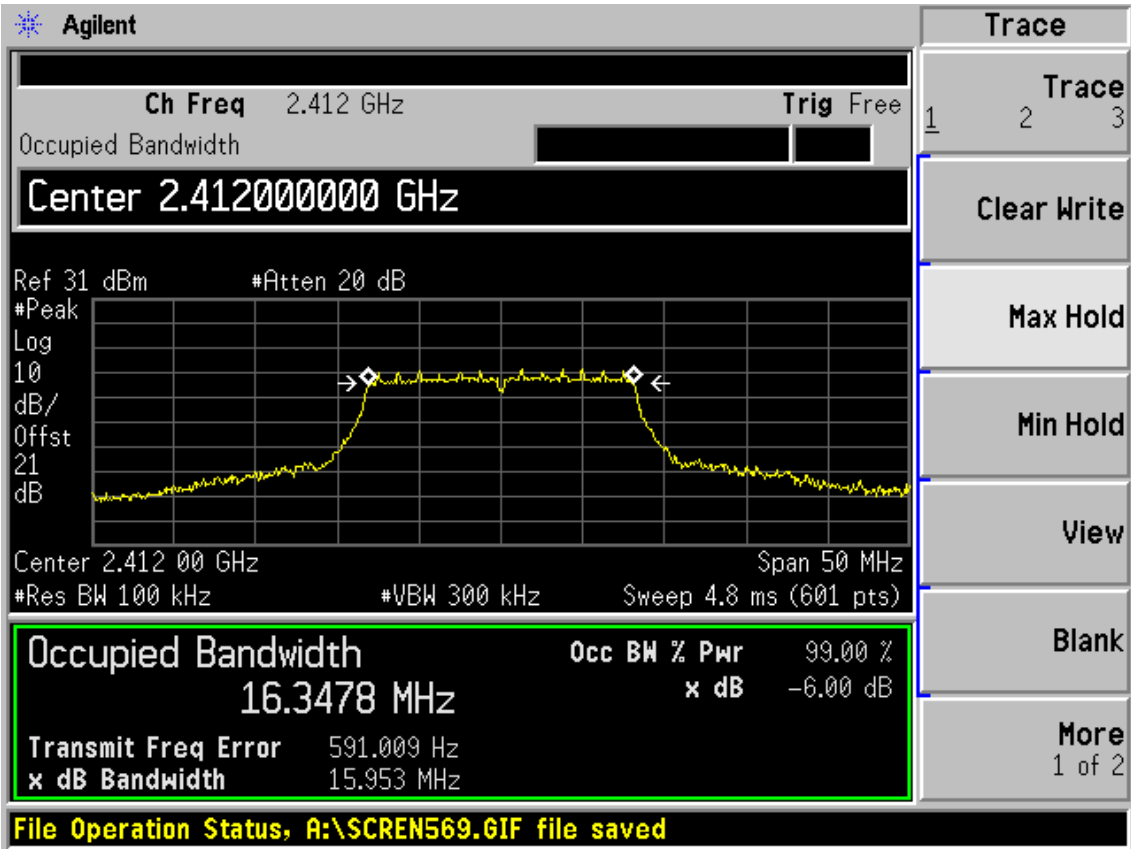 Agilent
Ch Freq 2.412 GHz Trig Free
Occupied Bandwidth
Center 2.412000000 GHz
Ref 31 dBm #Atten 20 dB
#Peak
Log
10
dB/
Offst
21
dB
Center 2.412 00 GHz Span 50 MHz
#Res BW 100 kHz #VBW 300 kHz Sweep 4.8 ms (601 pts)
Occupied Bandwidth
16.3478 MHz
Occ BW % Pwr 99.00 %
x dB -6.00 dB
Transmit Freq Error 591.009 Hz
x dB Bandwidth 15.953 MHz
File Operation Status, A:\SCREN569.GIF file saved
Trace
Trace
1 2 3
Clear Write
Max Hold
Min Hold
View
Blank
More
1 of 2